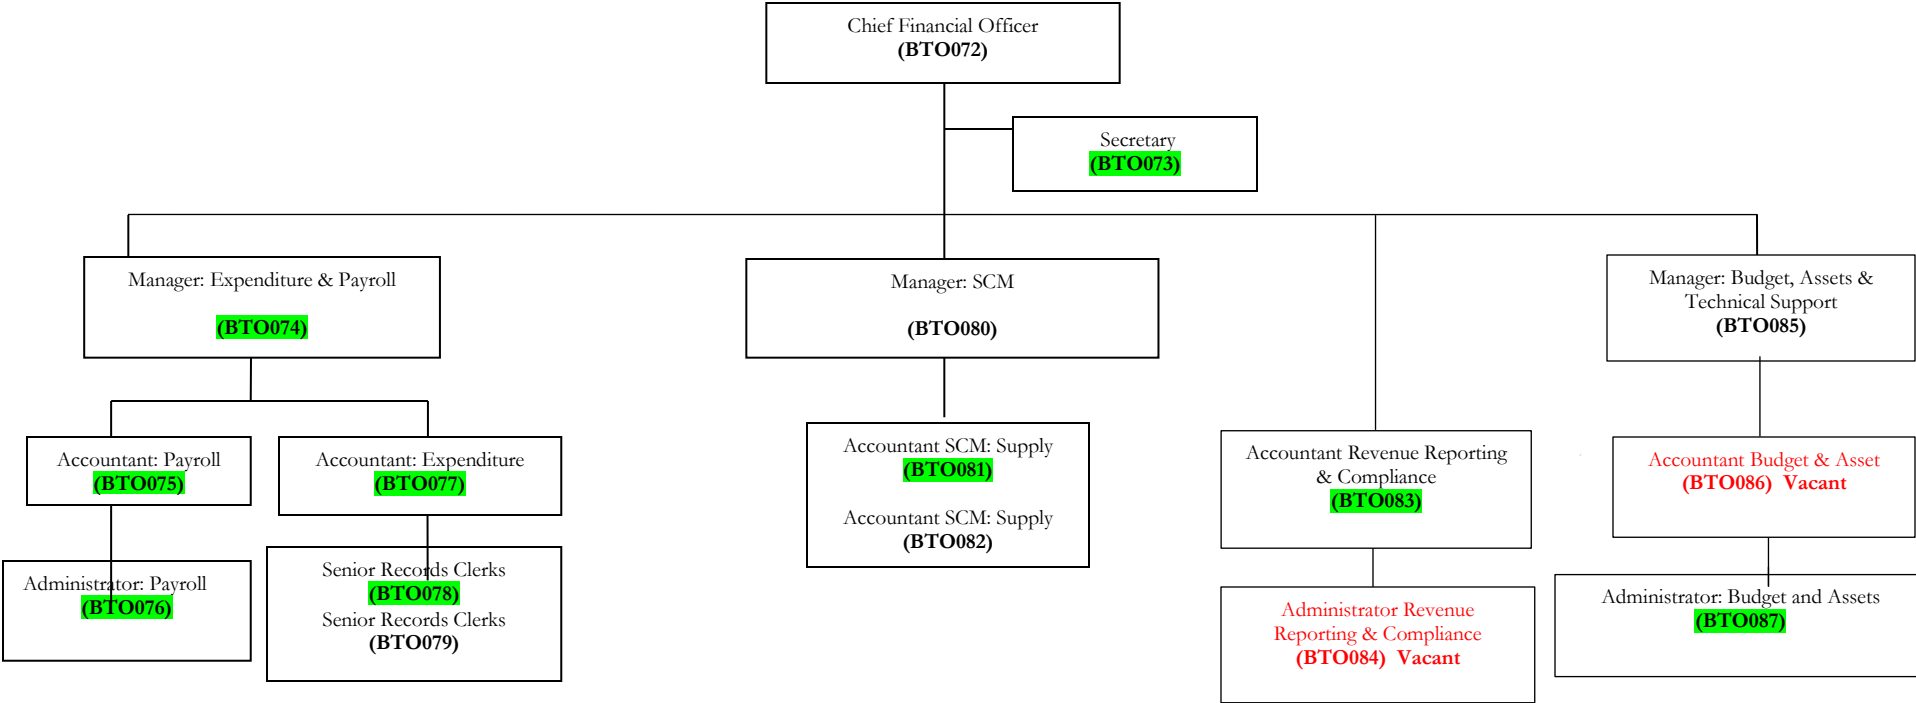 Chief Financial Officer
(BTO072)
Secretary
(BTO073)
Manager: Expenditure & Payroll
(BTO074)
Manager: SCM
(BTO080)
Manager: Budget, Assets &
Technical Support
(BTO085)
Accountant: Payroll
(BTO075)
Accountant: Expenditure
(BTO077)
Accountant SCM: Supply
(BTO081)
Accountant SCM: Supply
(BTO082)
Accountant Revenue Reporting
& Compliance
(BTO083)
Accountant Budget & Asset
(BTO086) Vacant
Administrator: Payroll
(BTO076)
Senior Records Clerks
(BTO078)
Senior Records Clerks
(BTO079)
Administrator Revenue
Reporting & Compliance
(BTO084) Vacant
Administrator: Budget and Assets
(BTO087)